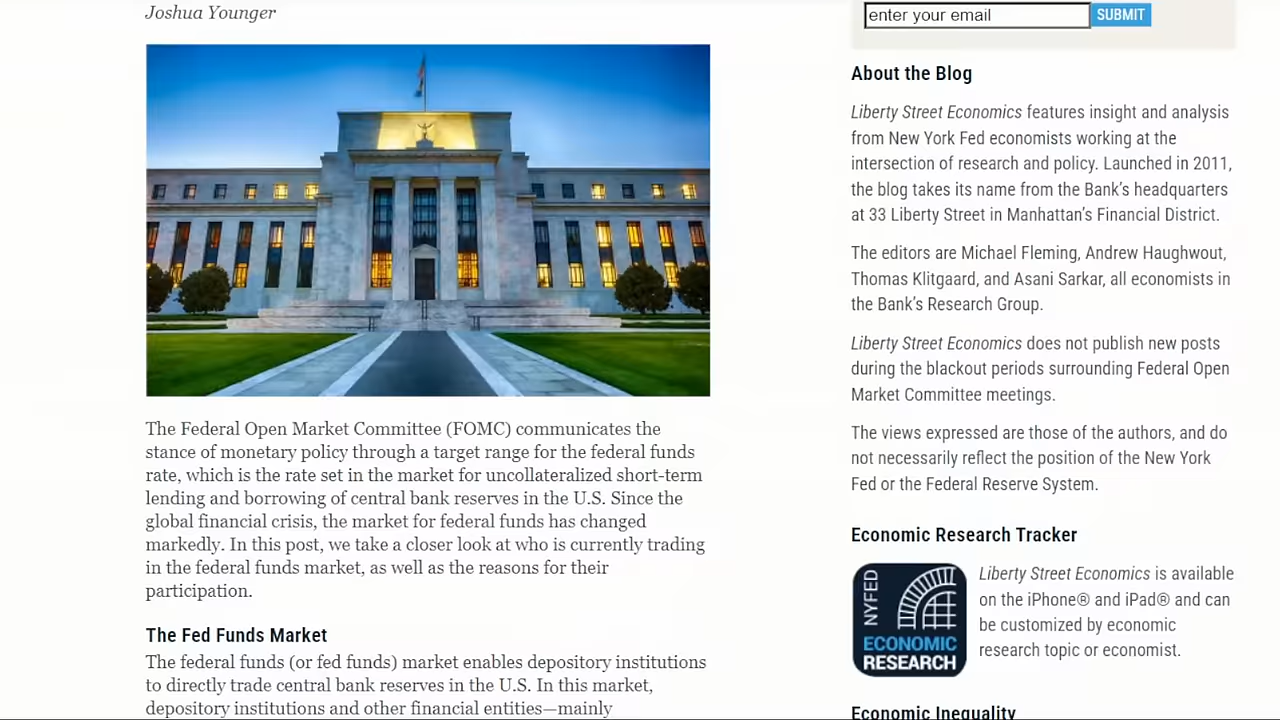 Joshua Younger
The Federal Open Market Committee (FOMC) communicates the
stance of monetary policy through a target range for the federal funds
rate, which is the rate set in the market for uncollateralized short-term
lending and borrowing of central bank reserves in the U.S. Since the
global financial crisis, the market for federal funds has changed
markedly. In this post, we take a closer look at who is currently trading
in the federal funds market, as well as the reasons for their
participation.
The Fed Funds Market
The federal funds (or fed funds) market enables depository institutions
to directly trade central bank reserves in the U.S. In this market,
depository institutions and other financial entities—mainly
enter your email
SUBMIT
About the Blog
Liberty Street Economics features insight and analysis
from New York Fed economists working at the
intersection of research and policy. Launched in 2011,
the blog takes its name from the Bank’s headquarters
at 33 Liberty Street in Manhattan’s Financial District.
The editors are Michael Fleming, Andrew Haughwout,
Thomas Klitgaard, and Asani Sarkar, all economists in
the Bank’s Research Group.
Liberty Street Economics does not publish new posts
during the blackout periods surrounding Federal Open
Market Committee meetings.
The views expressed are those of the authors, and do
not necessarily reflect the position of the New York
Fed or the Federal Reserve System.
Economic Research Tracker
NYFED
ECONOMIC
RESEARCH
Liberty Street Economics is available
on the iPhone® and iPad® and can
be customized by economic
research topic or economist.
Economic Inequality